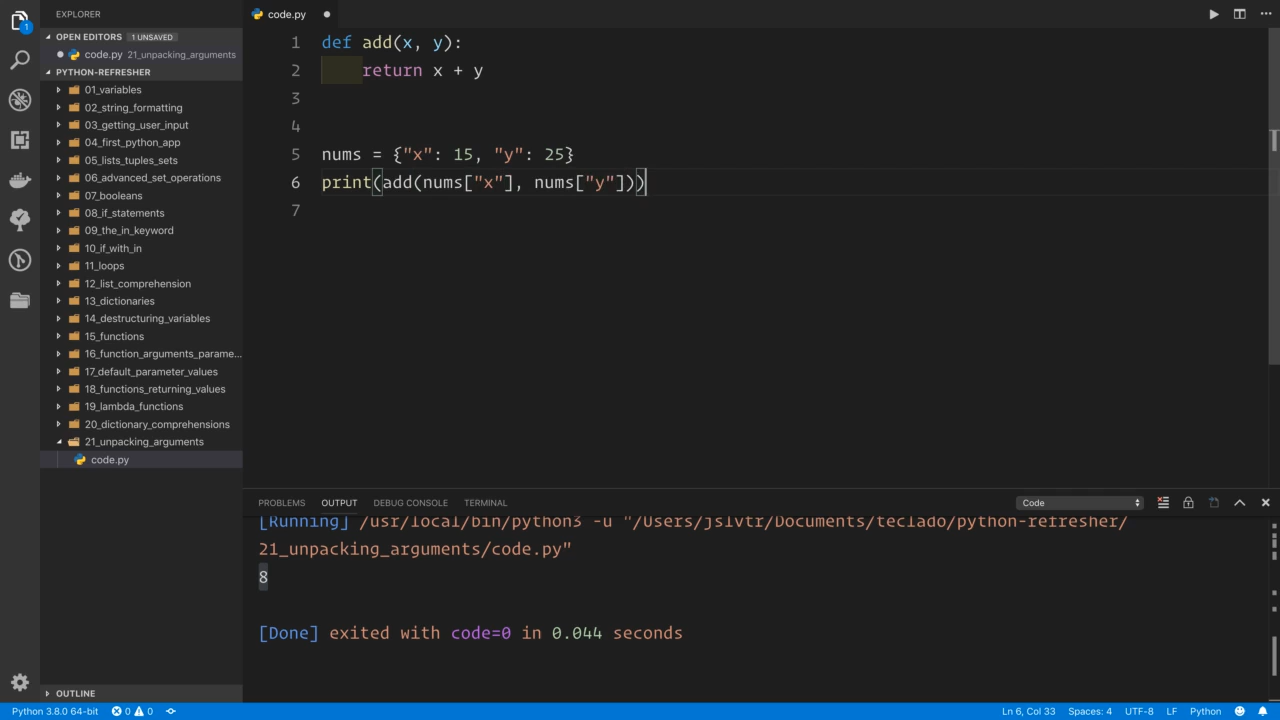 EXPLORER
OPEN EDITORS 1 UNSAVED
code.py 21_unpacking_arguments
PYTHON-REFRESHER
01_variables
02_string_formatting
03_getting_user_input
04_first_python_app
05_lists_tuples_sets
06_advanced_set_operations
07_booleans
08_if_statements
09_the_in_keyword
10_if_with_in
11_loops
12_list_comprehension
13_dictionaries
14_destructuring_variables
15_functions
16_function_arguments_parame...
17_default_parameter_values
18_functions_returning_values
19_lambda_functions
20_dictionary_comprehensions
21_unpacking_arguments
code.py
OUTLINE
1
code.py
1 def add(x, y):
2     return x + y
3
4
5 nums = {"x": 15, "y": 25}
6 print(add(nums["x"], nums["y"]))
7
PROBLEMS OUTPUT DEBUG CONSOLE TERMINAL Code
[Running] /usr/local/bin/python3 -u "/Users/jslvtr/Documents/teclado/python-refresher/
21_unpacking_arguments/code.py"
8
[Done] exited with code=0 in 0.044 seconds
Python 3.8.0 64-bit 0 0 Ln 6, Col 33 Spaces: 4 UTF-8 LF Python